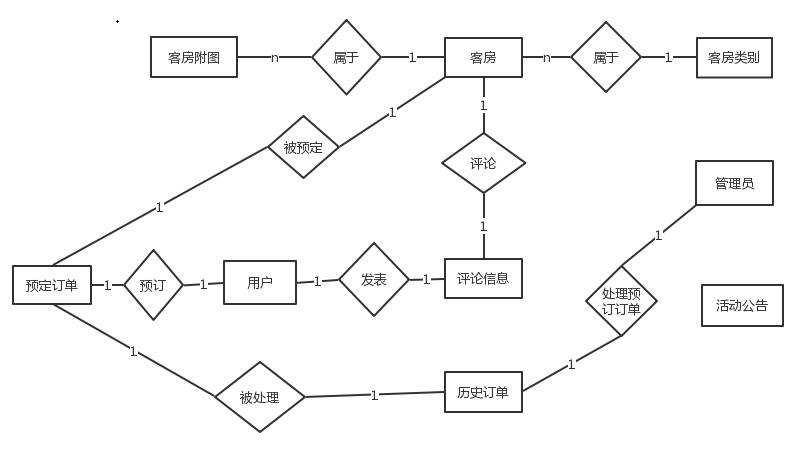 客房附图
n
属于
1
客房
n
属于
1
客房类别
1
1
被预定
评论
管理员
1
1
1
预定订单
1
预订
1
用户
1
发表
1
评论信息
处理预
订订单
活动公告
1
1
被处理
1
历史订单